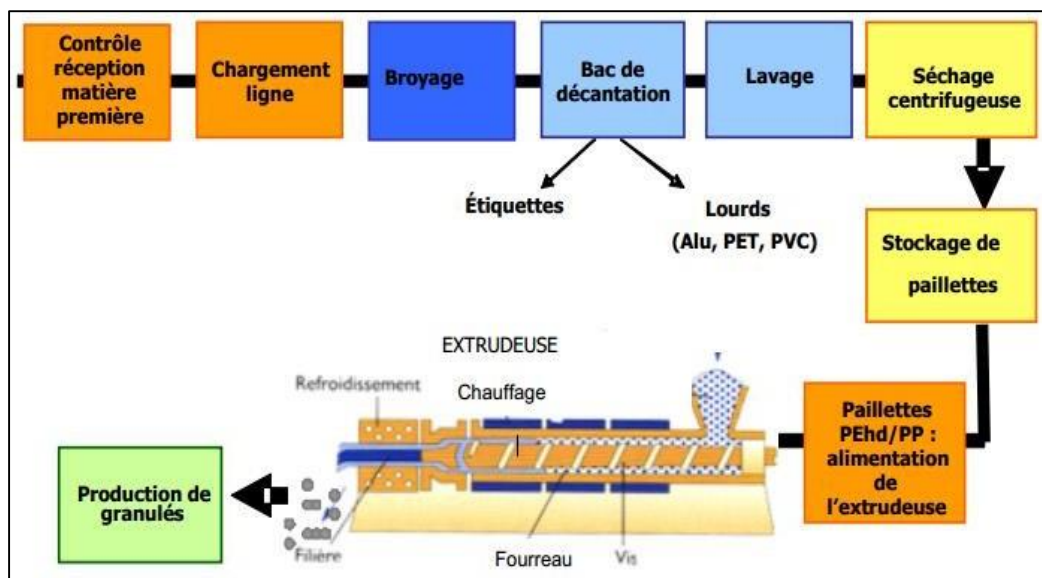 Contrôle
réception
matière
première
Chargement
ligne
Broyage
Bac de
décantation
Lavage
Séchage
centrifugeuse
Étiquettes
Lourds
(Alu, PET, PVC)
Stockage de
paillettes
EXTRUDEUSE
Refroidissement
Chauffage
Paillettes
PEhd/PP :
alimentation
de
l'extrudeuse
Production de
granulés
Filière
Fourreau
Vis